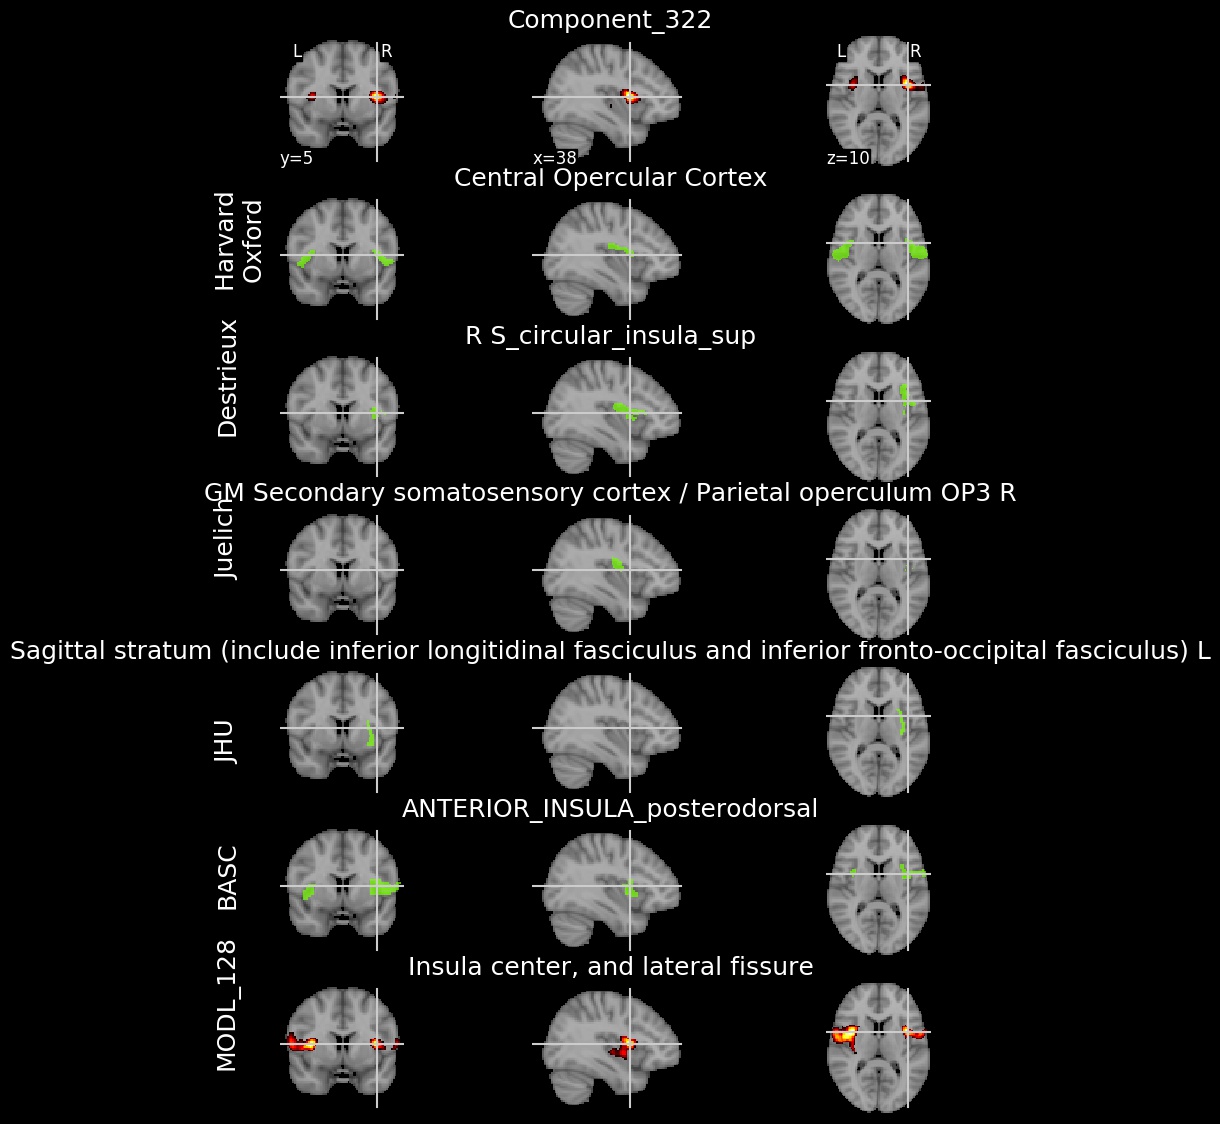 Component_322
L R
L R
y=5
x=38
z=10
Central Opercular Cortex
Harvard
Oxford
R S_circular_insula_sup
Destrieux
GM Secondary somatosensory cortex / Parietal operculum OP3 R
Juelich
Sagittal stratum (include inferior longitidinal fasciculus and inferior fronto-occipital fasciculus) L
JHU
ANTERIOR_INSULA_posterodorsal
BASC
Insula center, and lateral fissure
MODL_128